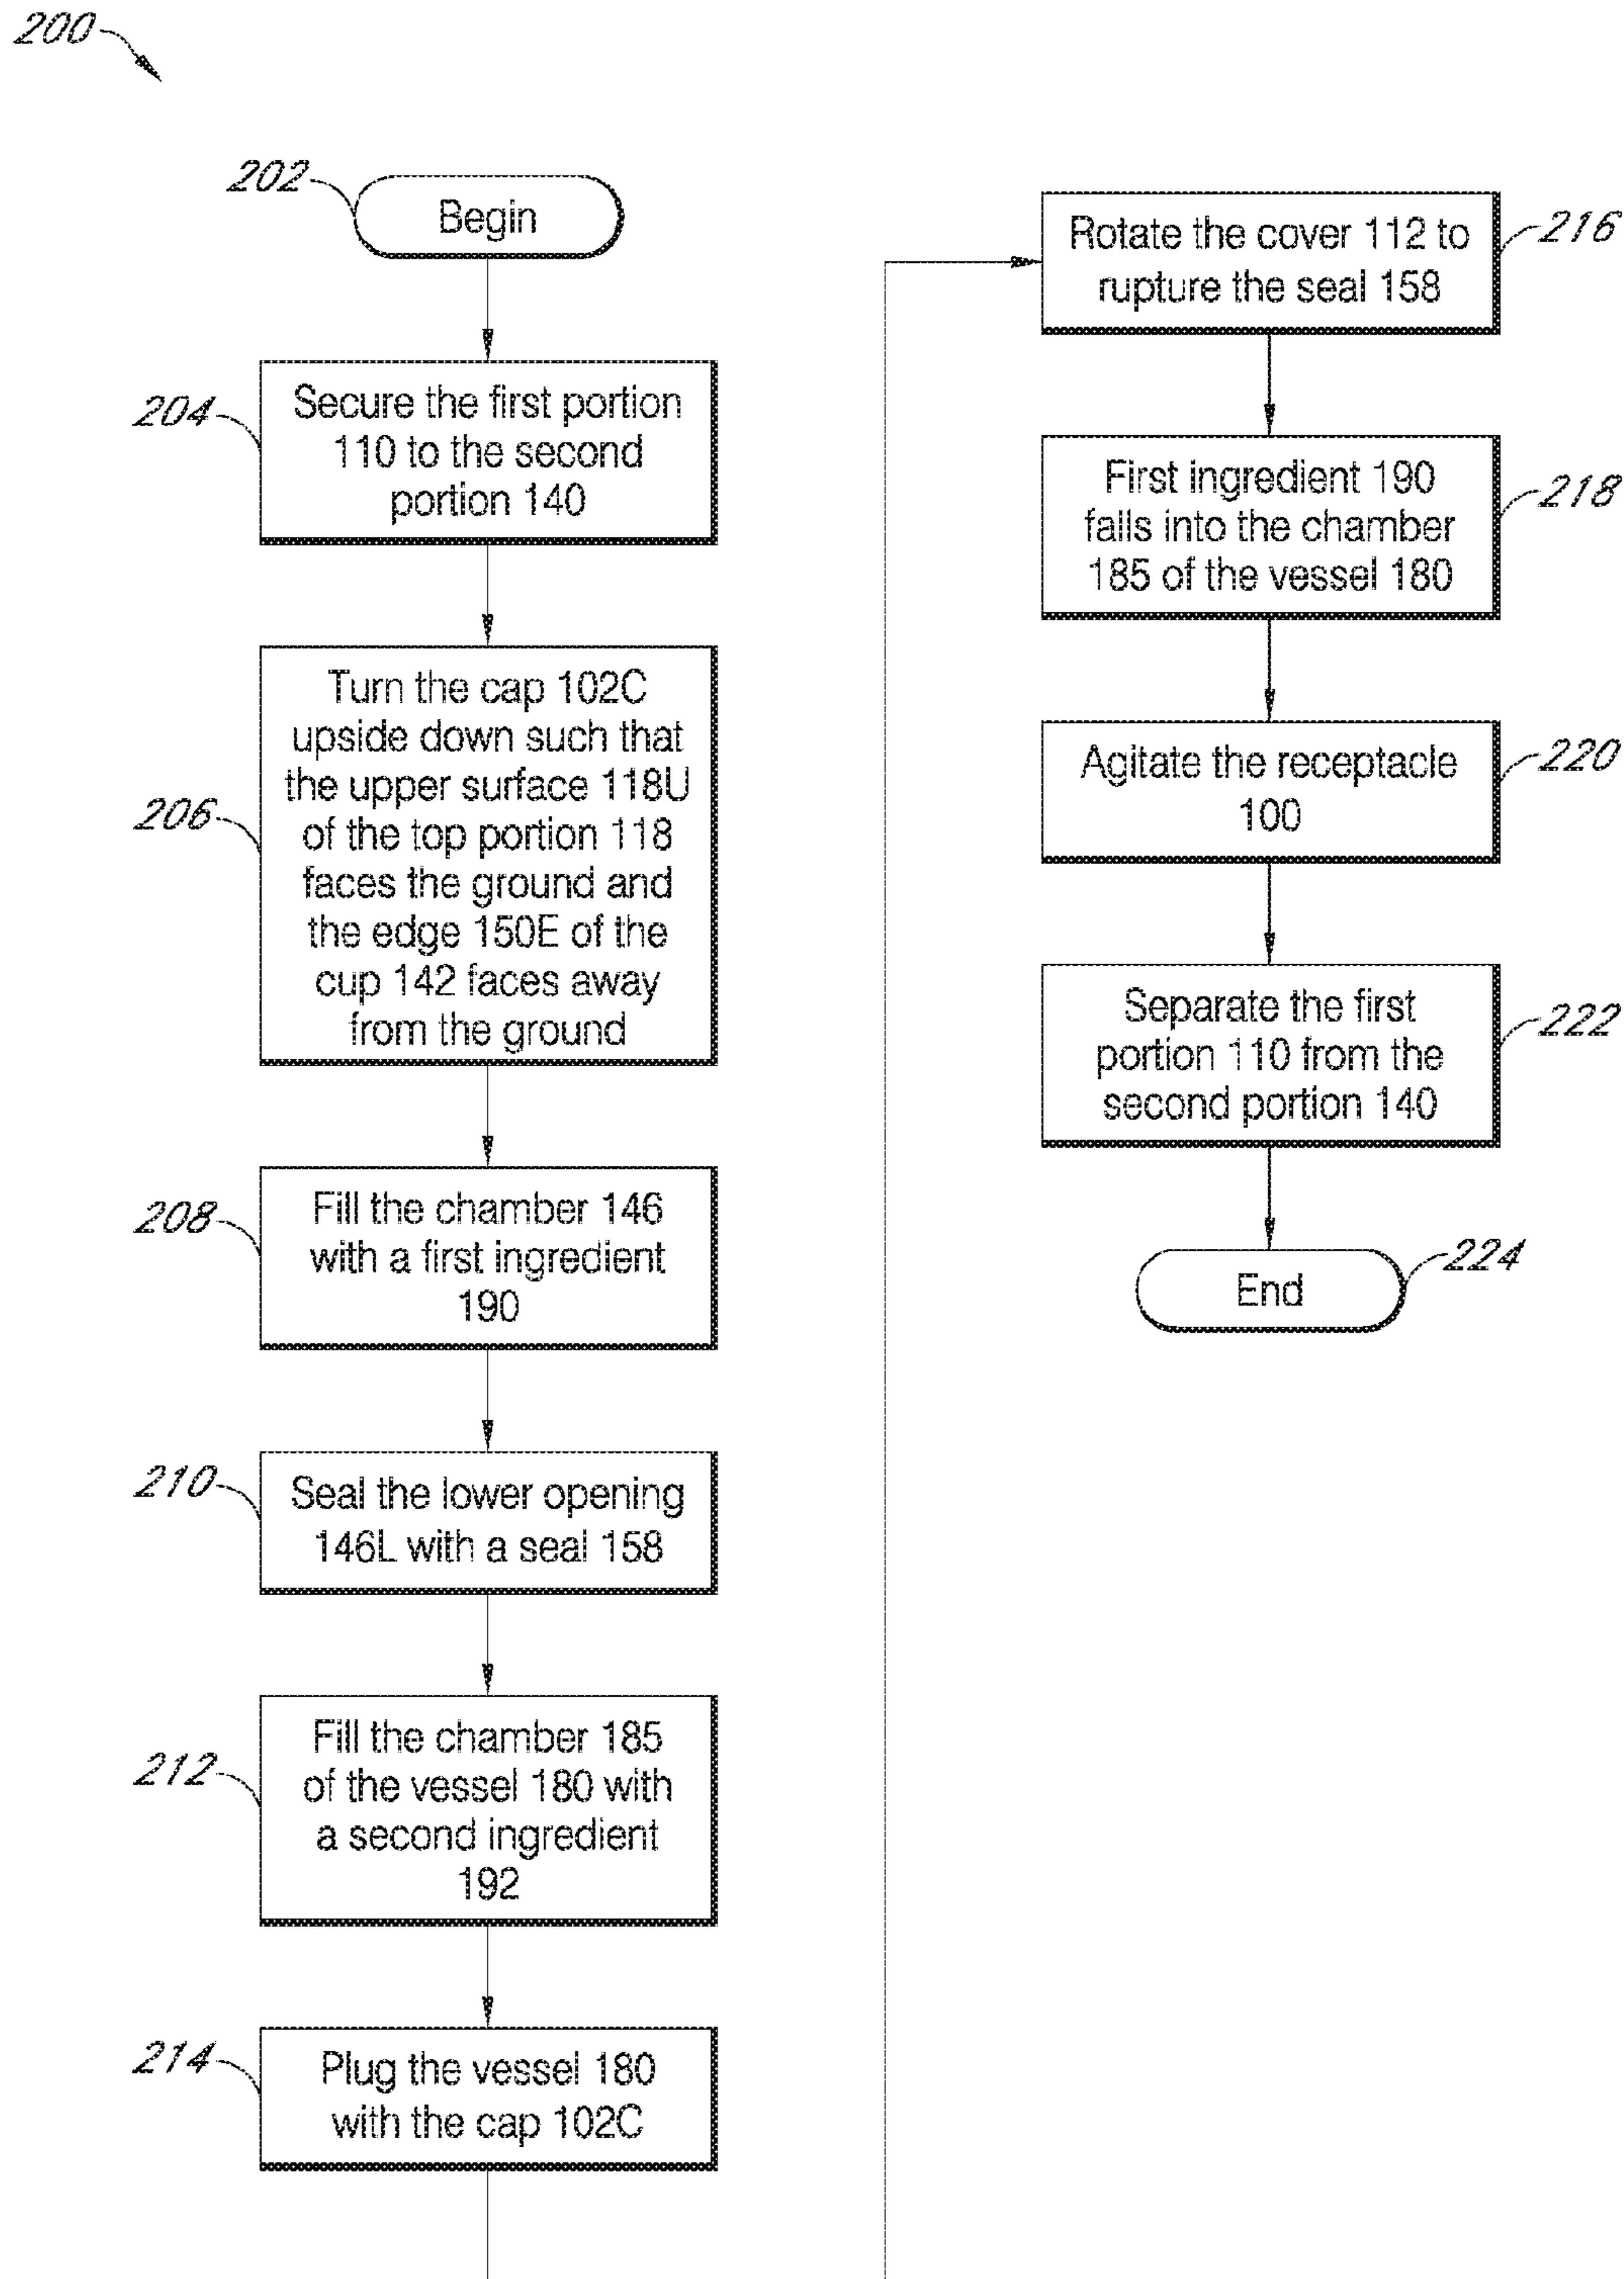 200
202
Begin
204
Secure the first portion
110 to the second
portion 140
206
Turn the cap 102C
upside down such that
the upper surface 118U
of the top portion 118
faces the ground and
the edge 150E of the
cup 142 faces away
from the ground
208
Fill the chamber 146
with a first ingredient
190
210
Seal the lower opening
146L with a seal 158
212
Fill the chamber 185
of the vessel 180 with
a second ingredient
192
214
Plug the vessel 180
with the cap 102C
Rotate the cover 112 to
rupture the seal 158
216
First ingredient 190
falls into the chamber
185 of the vessel 180
218
Agitate the receptacle
100
220
Separate the first
portion 110 from the
second portion 140
222
End
224